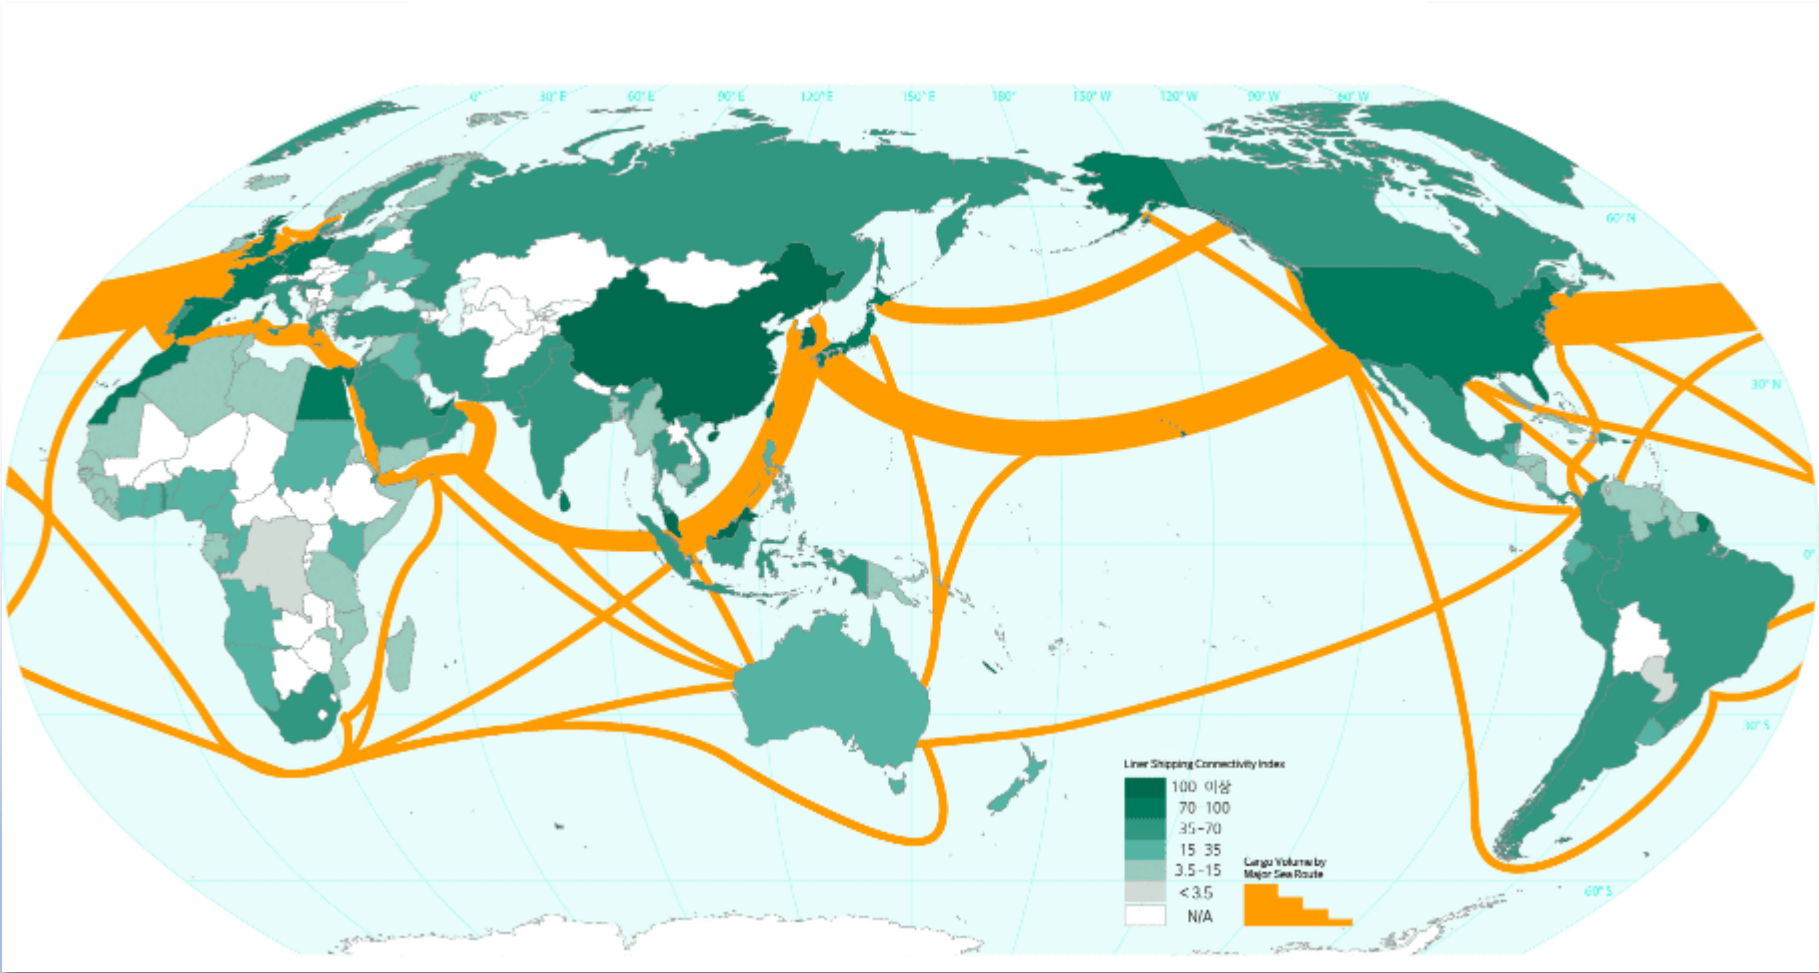 0°
30° E
60° E
90° E
120° E
150° E
180°
150° W
120° W
90° W
60° W
60° N
30° N
0°
30° S
60° S
Liner Shipping Connectivity Index
100 이상
70 100
35-70
15 35
3.5-15
<3.5
N/A
Cargo Volume by
Major Sea Route